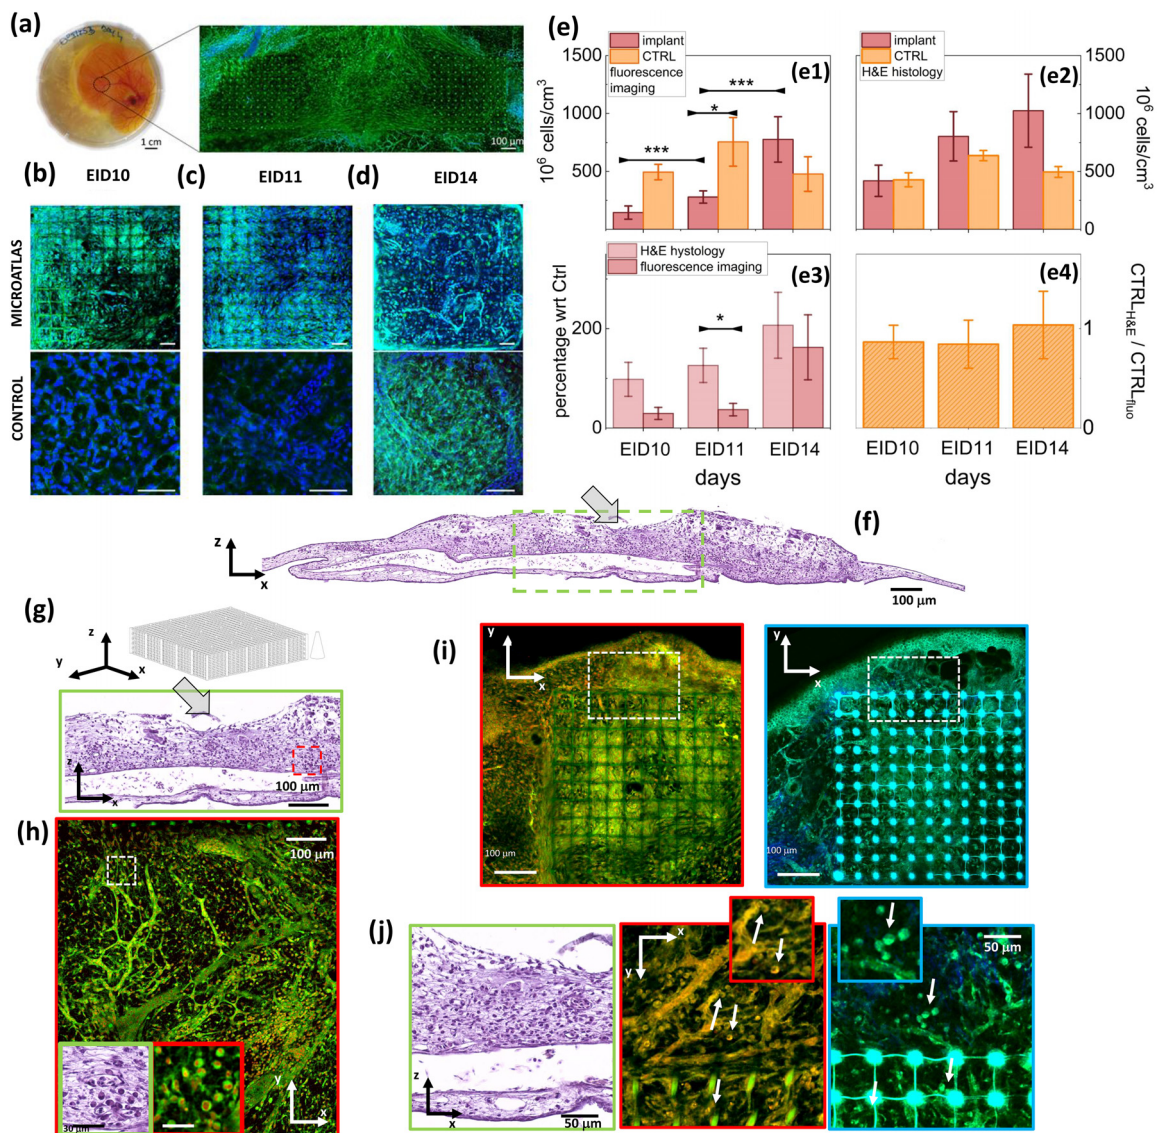 (a)
1 cm
100 µm
(b)
EID10
(c)
EID11
(d)
EID14
MICROATLAS
CONTROL
(e)
1500
1000
500
10⁶ cells/cm³
implant
CTRL
fluorescence
imaging
(e1)
***
*
***
implant
CTRL
H&E histology
(e2)
1500
1000
500
0
10⁶ cells/cm³
H&E hystology
fluorescence imaging
(e3)
*
percentage wrt Ctrl
200
0
EID10
EID11
EID14
days
(e4)
1
0
CTRL_H&E / CTRL_fluo
EID10
EID11
EID14
days
(f)
z
x
100 µm
(g)
z
y
x
z
x
100 µm
(h)
100 µm
30 µm
y
x
(i)
y
x
100 µm
y
x
100 µm
(j)
z
x
50 µm
x
y
50 µm